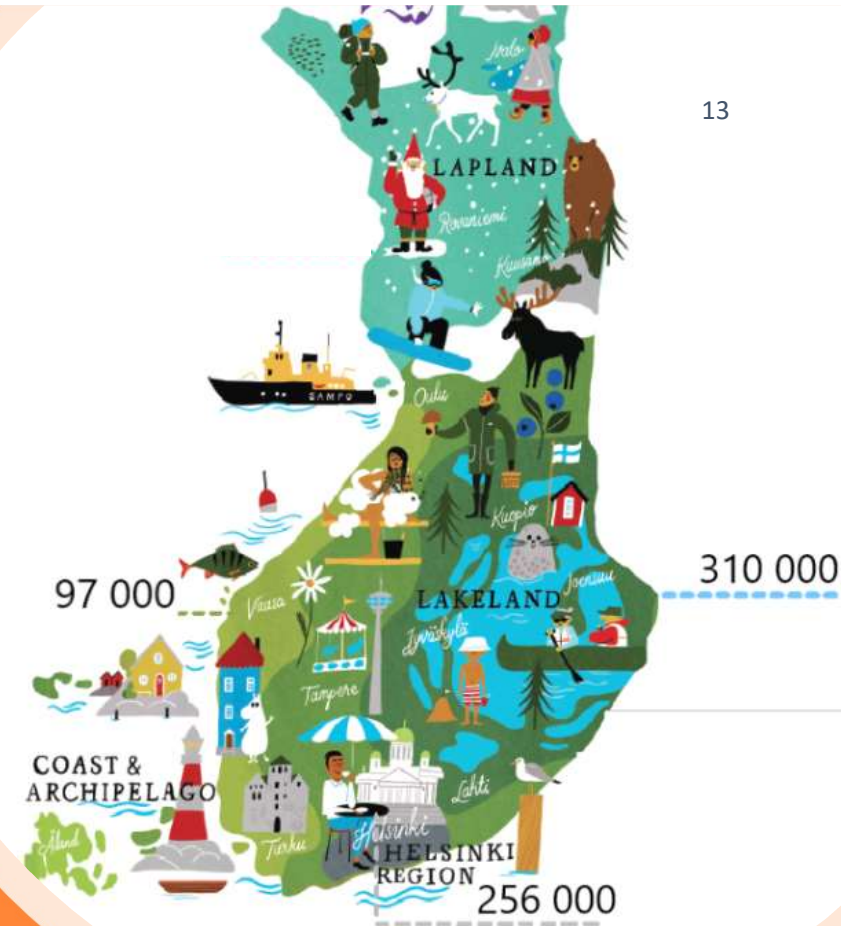 Ivalo
13
LAPLAND
Rovaniemi
Kuusamo
SAMPO
Oulu
Kuopio
310 000
Joensuu
97 000
Vaasa
LAKELAND
Jyväskylä
Tampere
COAST &
ARCHIPELAGO
Lahti
Åland
Turku
Helsinki
HELSINKI
REGION
256 000